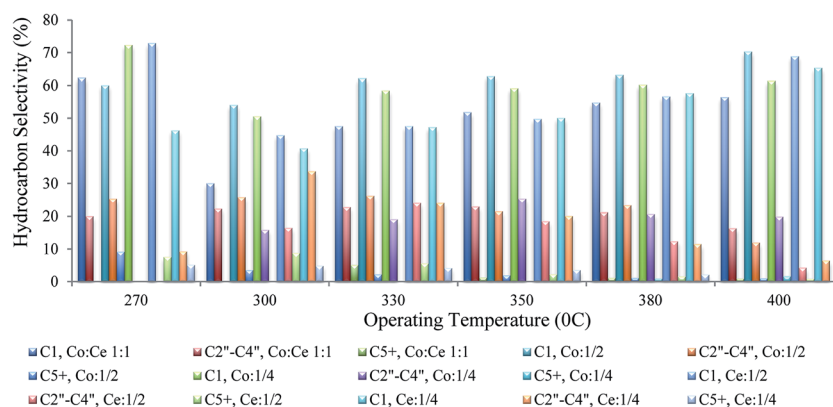 80
70
60
50
40
30
20
10
0
Hydrocarbon Selectivity (%)
270 300 330 350 380 400
Operating Temperature (0C)
C1, Co:Ce 1:1 C2"-C4", Co:Ce 1:1 C5+, Co:Ce 1:1 C1, Co:1/2 C2"-C4", Co:1/2
C5+, Co:1/2 C1, Co:1/4 C2"-C4", Co:1/4 C5+, Co:1/4 C1, Ce:1/2
C2"-C4", Ce:1/2 C5+, Ce:1/2 C1, Ce:1/4 C2"-C4", Ce:1/4 C5+, Ce:1/4